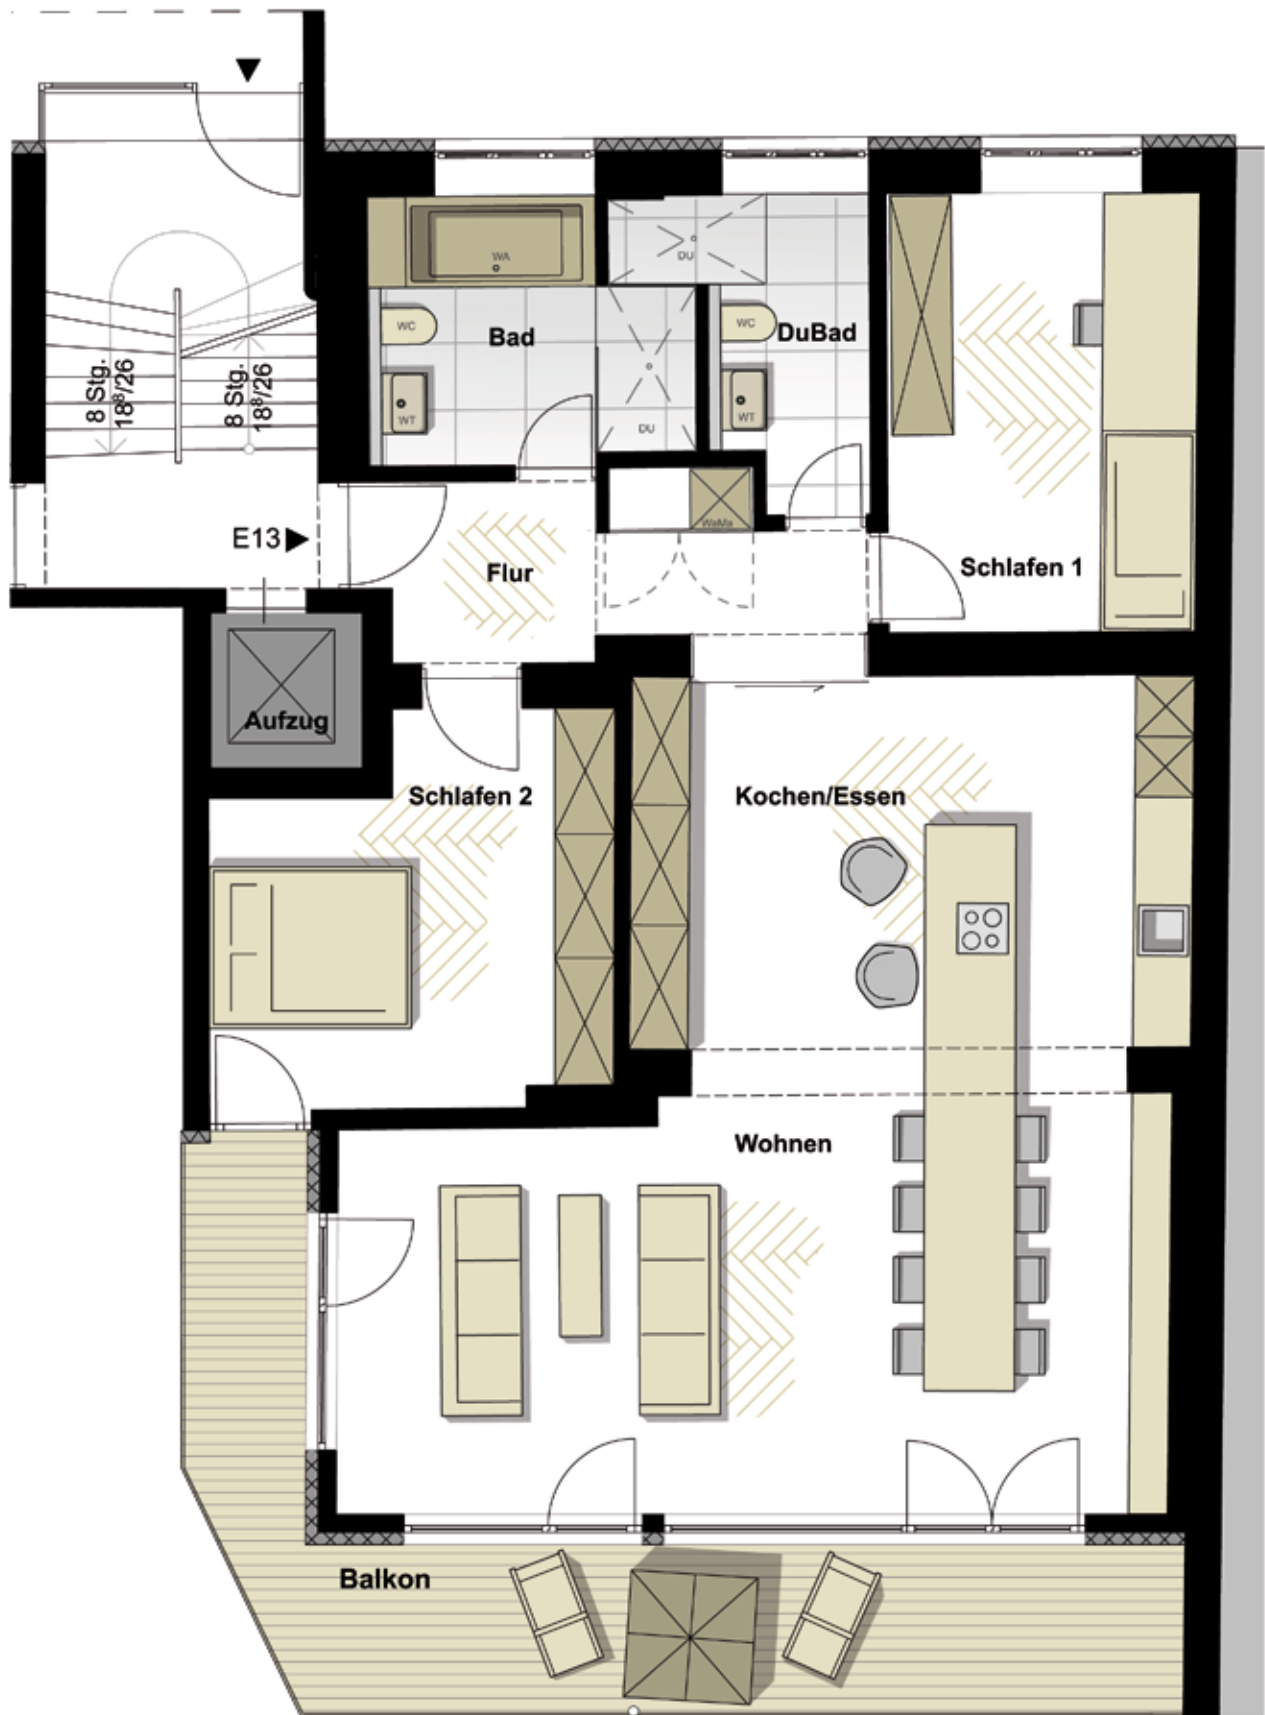 WA
DU
WC
Bad
WC
DuBad
8 Stg.
18⁸/26
8 Stg.
18⁸/26
WT
WT
DU
WaMa
E13
Flur
Schlafen 1
Aufzug
Schlafen 2
Kochen/Essen
Wohnen
Balkon